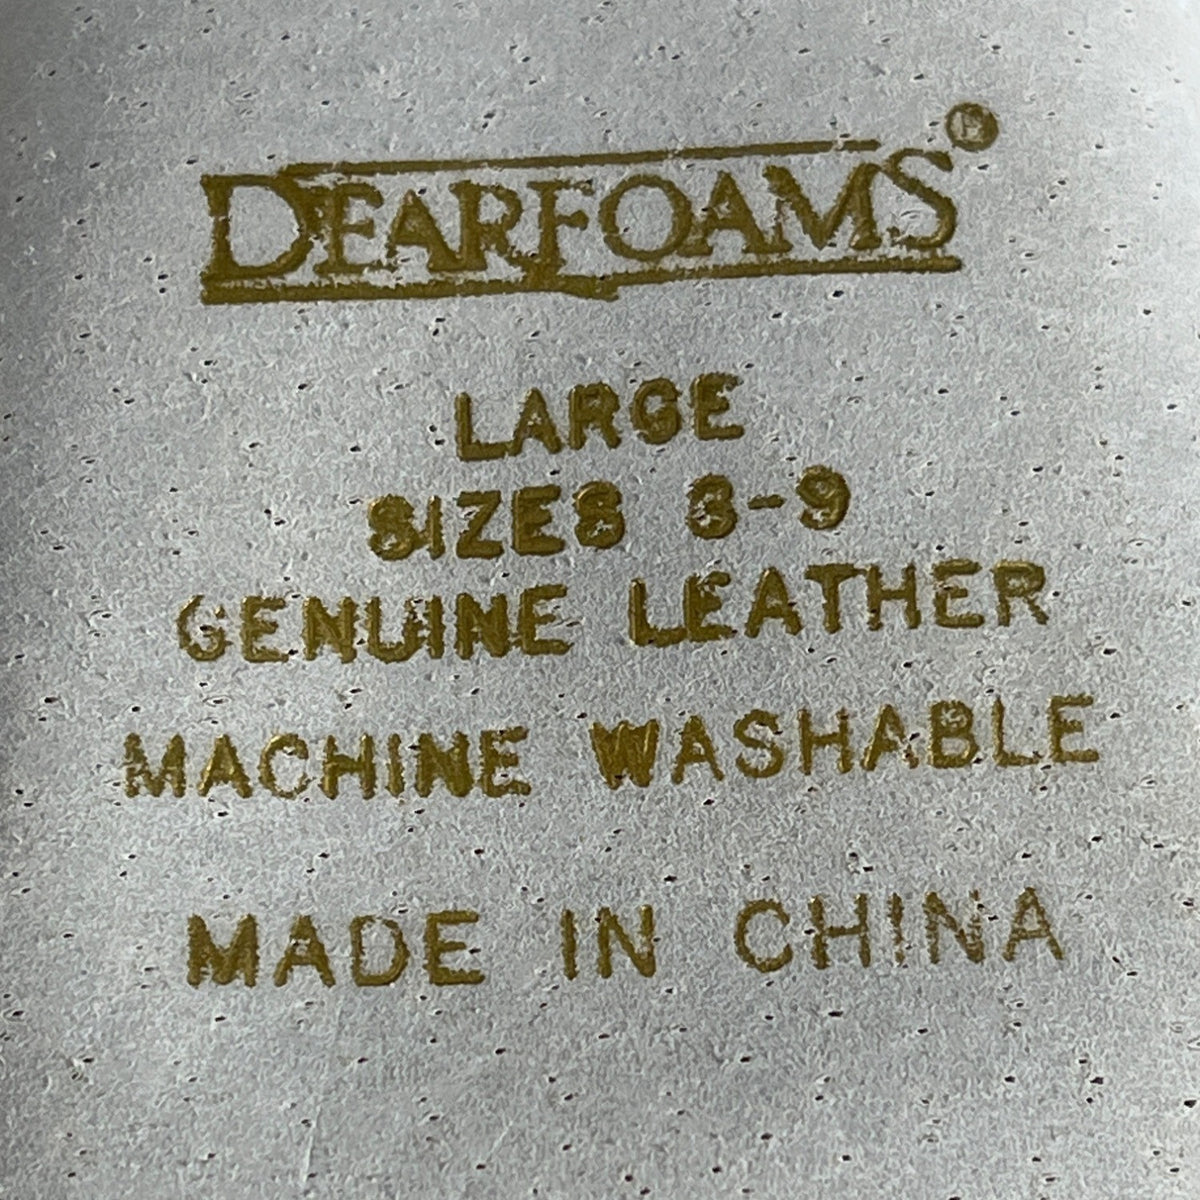 DEARFOAMS®
LARGE
SIZES 8-9
GENUINE LEATHER
MACHINE WASHABLE
MADE IN CHINA